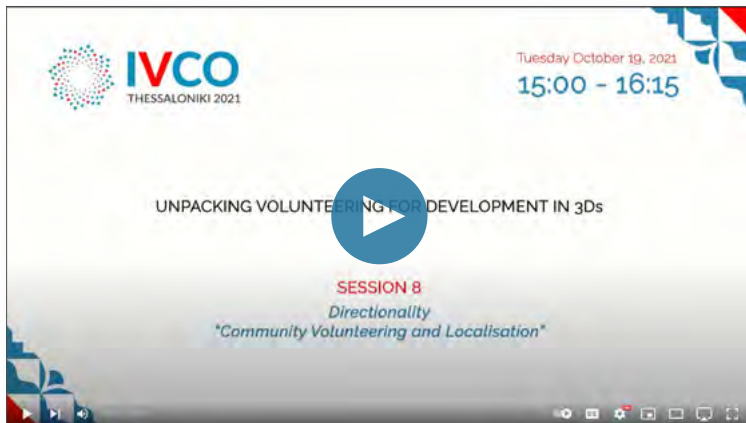 IVCO
THESSALONIKI 2021
Tuesday October 19, 2021
15:00 - 16:15
UNPACKING VOLUNTEERING FOR DEVELOPMENT IN 3Ds
SESSION 8
Directionality
"Community Volunteering and Localisation"